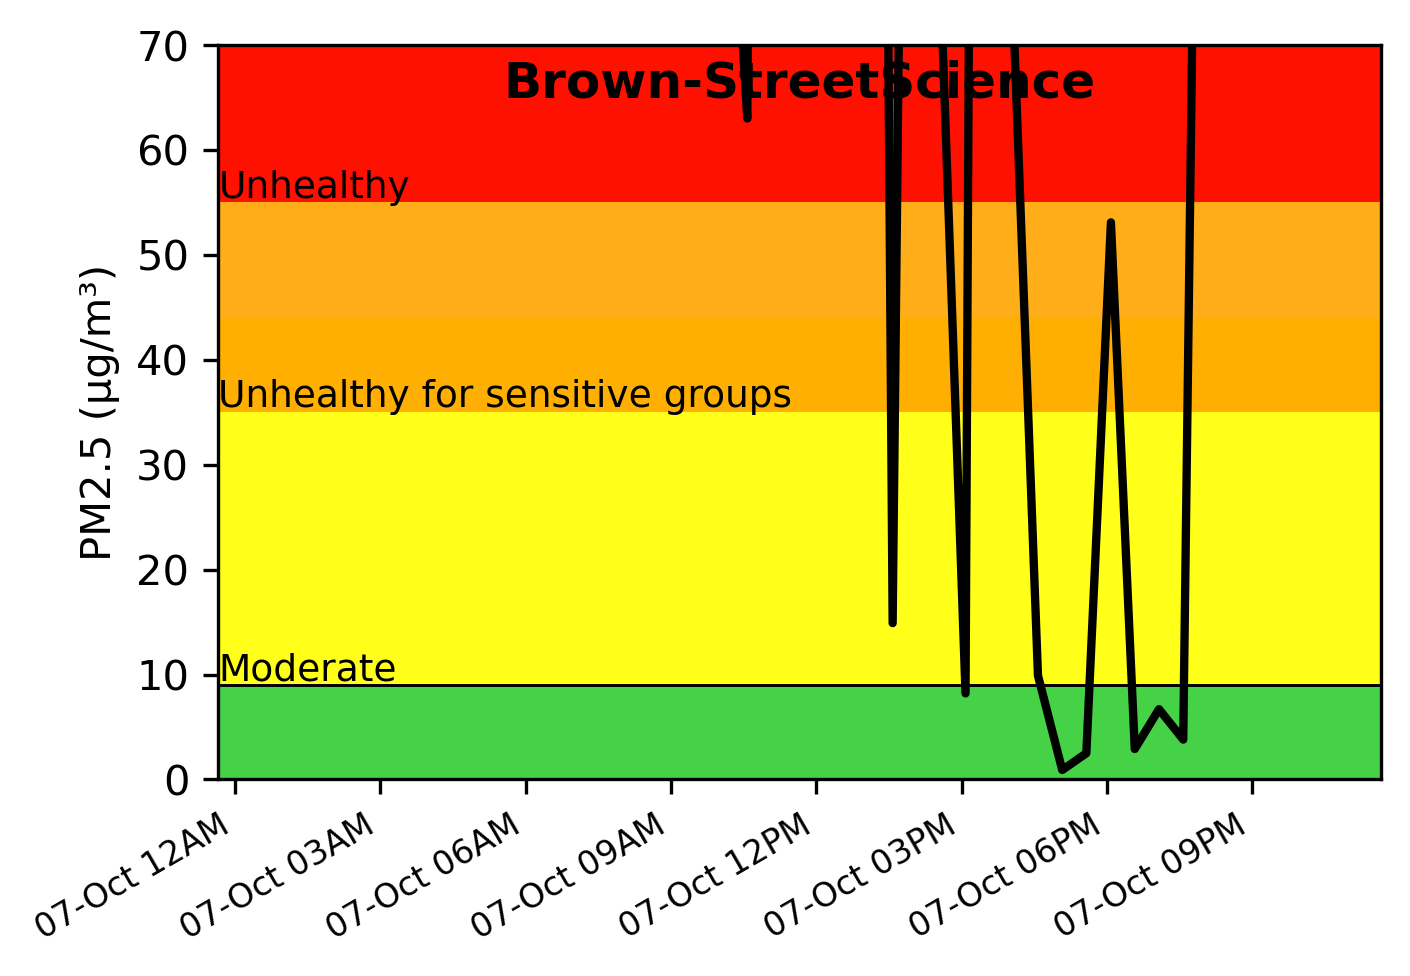 Brown-StreetScience
PM2.5 (µg/m³)
70
60
50
40
30
20
10
0
Unhealthy
Unhealthy for sensitive groups
Moderate
07-Oct 12AM
07-Oct 03AM
07-Oct 06AM
07-Oct 09AM
07-Oct 12PM
07-Oct 03PM
07-Oct 06PM
07-Oct 09PM